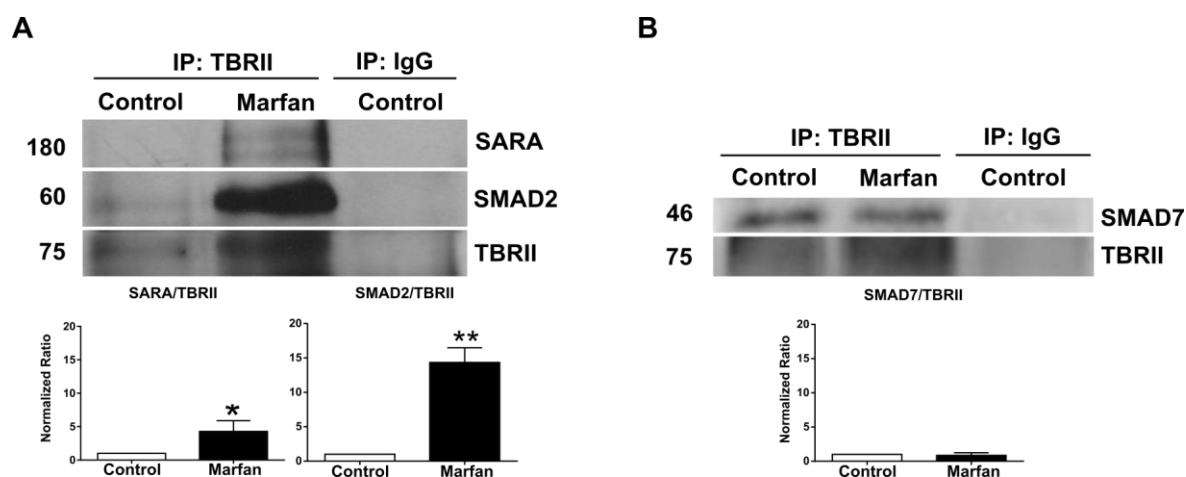 A
IP: TBRII IP: IgG
Control Marfan Control
180 SARA
60 SMAD2
75 TBRII
SARA/TBRII SMAD2/TBRII
Normalized Ratio
20
15
10
5
0
*
Control Marfan
20
15
10
5
0
**
Control Marfan
B
IP: TBRII IP: IgG
Control Marfan Control
46 SMAD7
75 TBRII
SMAD7/TBRII
Normalized Ratio
20
15
10
5
0
Control Marfan